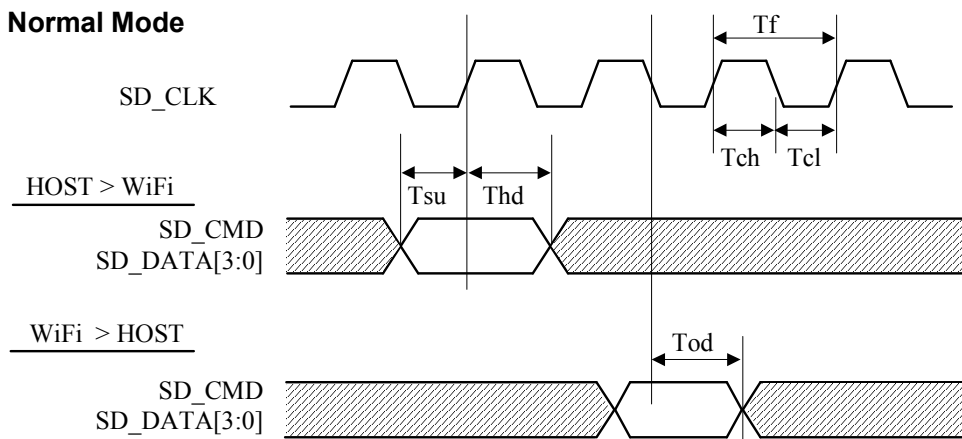 Normal Mode
Tf
SD_CLK
Tch Tcl
HOST > WiFi
Tsu Thd
SD_CMD
SD_DATA[3:0]
WiFi > HOST
Tod
SD_CMD
SD_DATA[3:0]